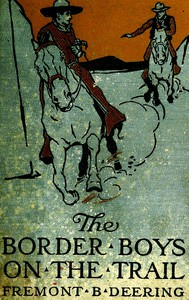 The
BORDER·BOYS
ON·THE·TRAIL
FREMONT·B·DEERING